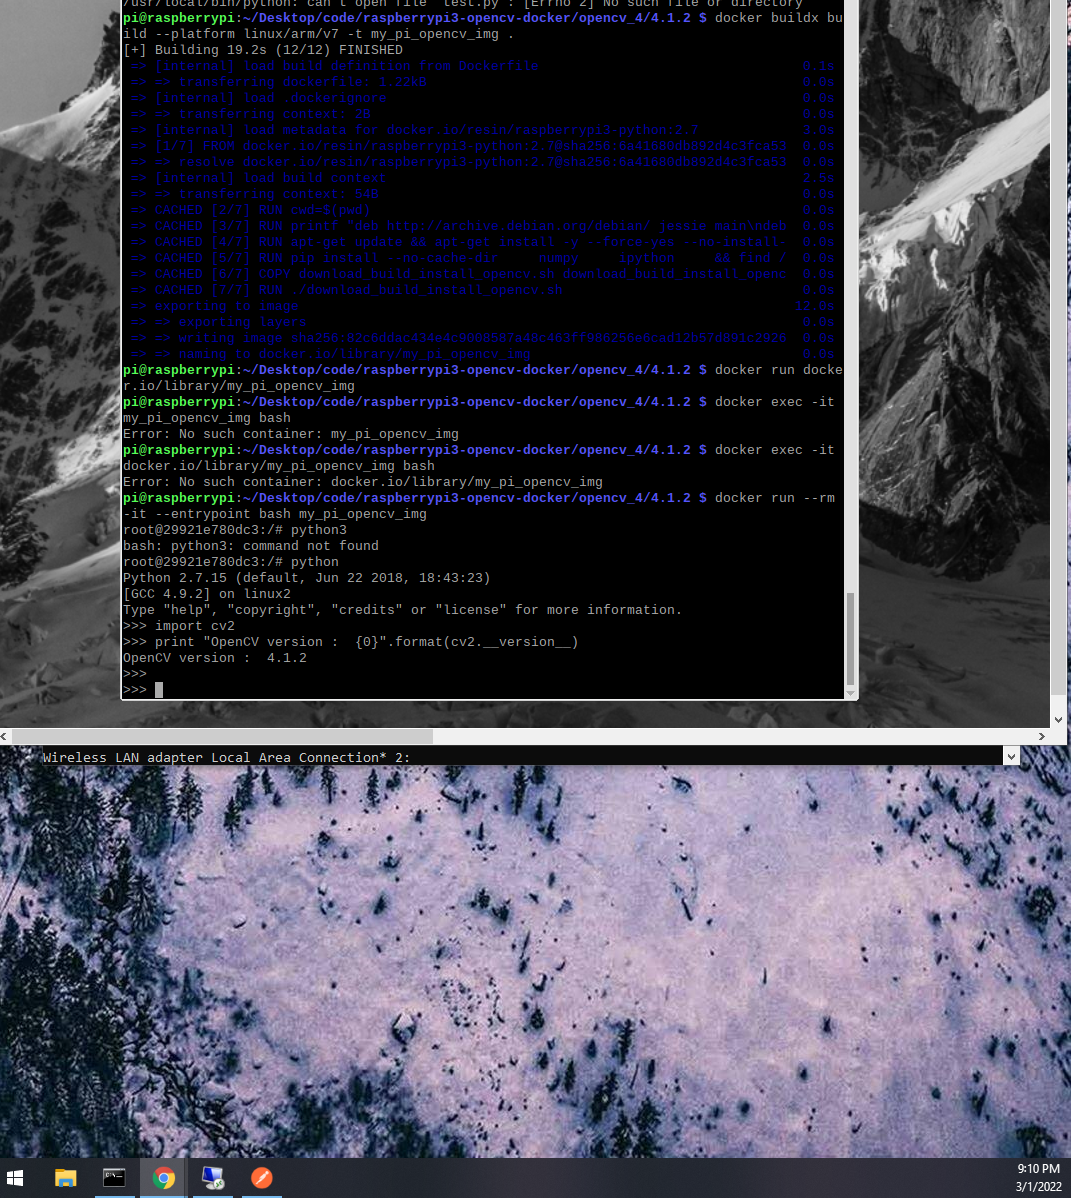 /usr/local/bin/python: can't open file 'test.py': [Errno 2] No such file or directory
pi@raspberrypi:~/Desktop/code/raspberrypi3-opencv-docker/opencv_4/4.1.2 $ docker buildx bu
ild --platform linux/arm/v7 -t my_pi_opencv_img .
[+] Building 19.2s (12/12) FINISHED
=> [internal] load build definition from Dockerfile 0.1s
=> => transferring dockerfile: 1.22kB 0.0s
=> [internal] load .dockerignore 0.0s
=> => transferring context: 2B 0.0s
=> [internal] load metadata for docker.io/resin/raspberrypi3-python:2.7 3.0s
=> [1/7] FROM docker.io/resin/raspberrypi3-python:2.7@ 0.0s
=> => resolve docker.io/resin/raspberrypi3-python:2.7@ 0.0s
=> [internal] load build context 2.5s
=> => transferring context: 54B 0.0s
=> CACHED [2/7] RUN cwd=$(pwd) 0.0s
=> CACHED [3/7] RUN printf "deb http://archive.debian.org/debian/ jessie main\ndeb 0.0s
=> CACHED [4/7] RUN apt-get update && apt-get install -y --force-yes --no-install- 0.0s
=> CACHED [5/7] RUN pip install --no-cache-dir numpy ipython && find / 0.0s
=> CACHED [6/7] COPY download_build_install_opencv.sh download_build_install_openc 0.0s
=> CACHED [7/7] RUN ./download_build_install_opencv.sh 0.0s
=> exporting to image 12.0s
=> => exporting layers 0.0s
=> => writing image 0.0s
=> => naming to docker.io/library/my_pi_opencv_img 0.0s
pi@raspberrypi:~/Desktop/code/raspberrypi3-opencv-docker/opencv_4/4.1.2 $ docker run docke
r.io/library/my_pi_opencv_img
pi@raspberrypi:~/Desktop/code/raspberrypi3-opencv-docker/opencv_4/4.1.2 $ docker exec -it
my_pi_opencv_img bash
Error: No such container: my_pi_opencv_img
pi@raspberrypi:~/Desktop/code/raspberrypi3-opencv-docker/opencv_4/4.1.2 $ docker exec -it
docker.io/library/my_pi_opencv_img bash
Error: No such container: docker.io/library/my_pi_opencv_img
pi@raspberrypi:~/Desktop/code/raspberrypi3-opencv-docker/opencv_4/4.1.2 $ docker run --rm
-it --entrypoint bash my_pi_opencv_img
root@29921e780dc3:/# python3
bash: python3: command not found
root@29921e780dc3:/# python
Python 2.7.15 (default, Jun 22 2018, 18:43:23)
[GCC 4.9.2] on linux2
Type "help", "copyright", "credits" or "license" for more information.
>>> import cv2
>>> print "OpenCV version :  {0}".format(cv2.__version__)
OpenCV version :  4.1.2
>>>
>>>
Wireless LAN adapter Local Area Connection* 2:
9:10 PM
3/1/2022